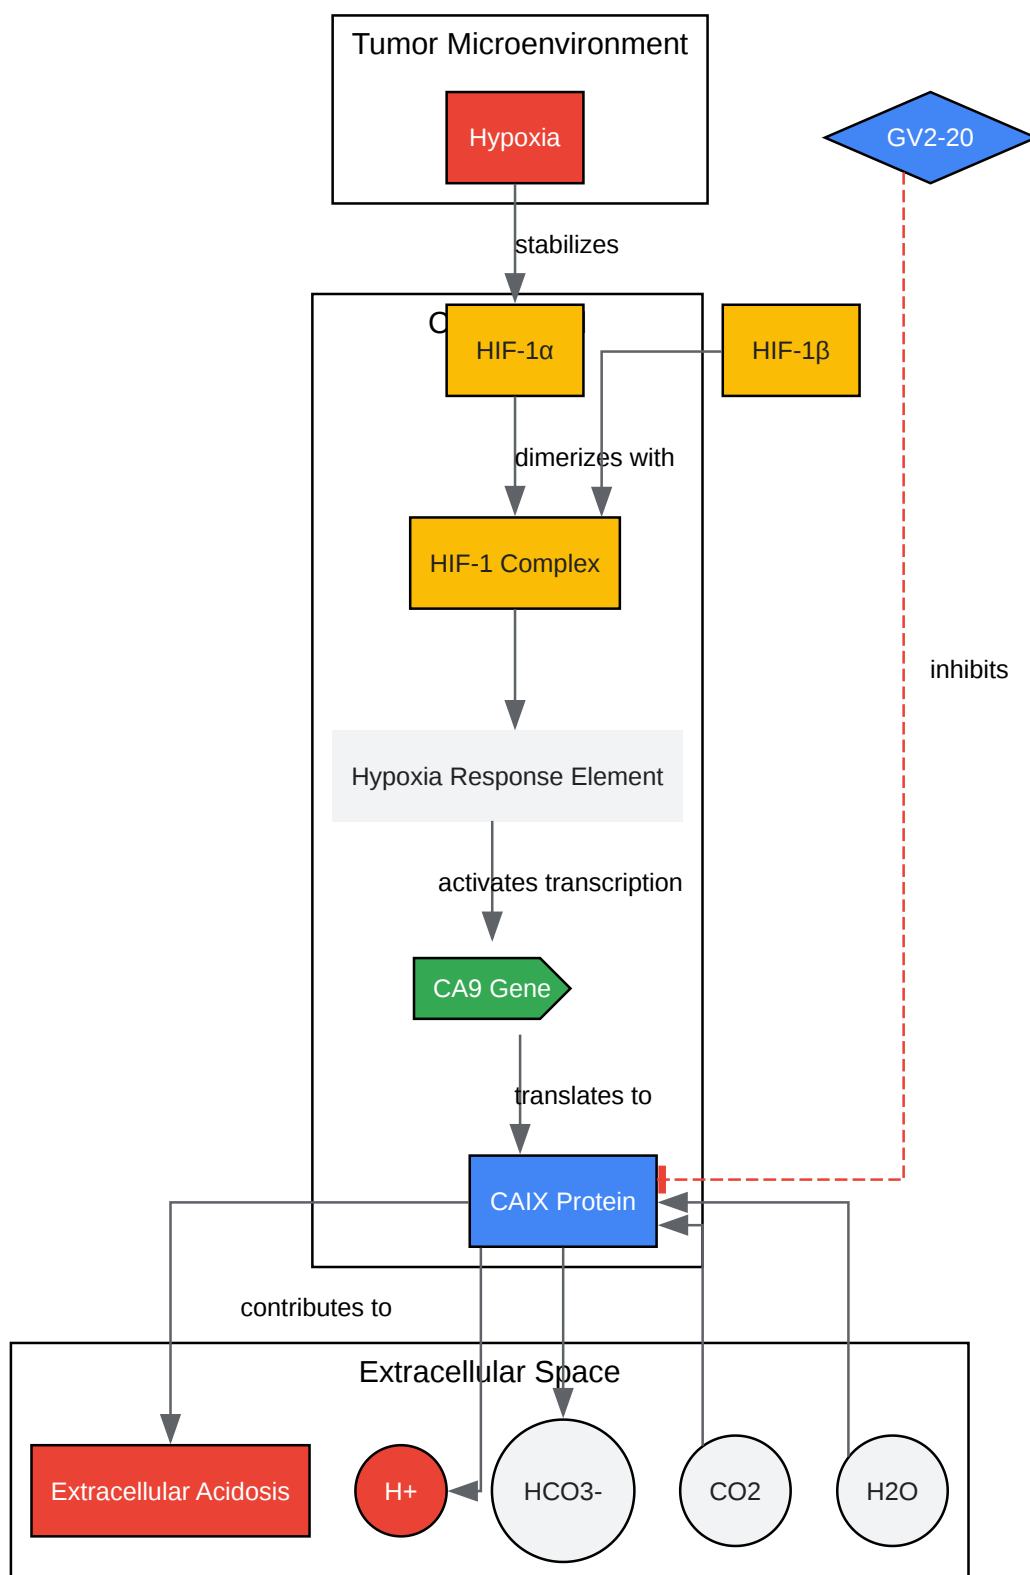 Tumor Microenvironment
Hypoxia
GV2-20
stabilizes
HIF-1α
HIF-1β
dimerizes with
HIF-1 Complex
inhibits
Hypoxia Response Element
activates transcription
CA9 Gene
translates to
CAIX Protein
contributes to
Extracellular Space
Extracellular Acidosis
H+
HCO3-
CO2
H2O